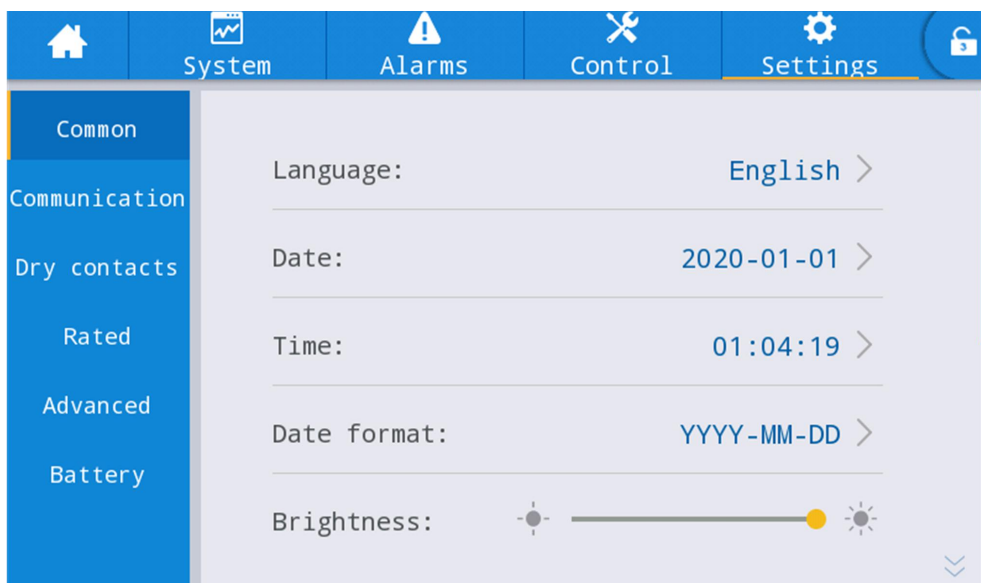 System
Alarms
Control
Settings
3
Common
Communication
Dry contacts
Rated
Advanced
Battery
Language: English
Date: 2020-01-01
Time: 01:04:19
Date format: YYYY-MM-DD
Brightness: